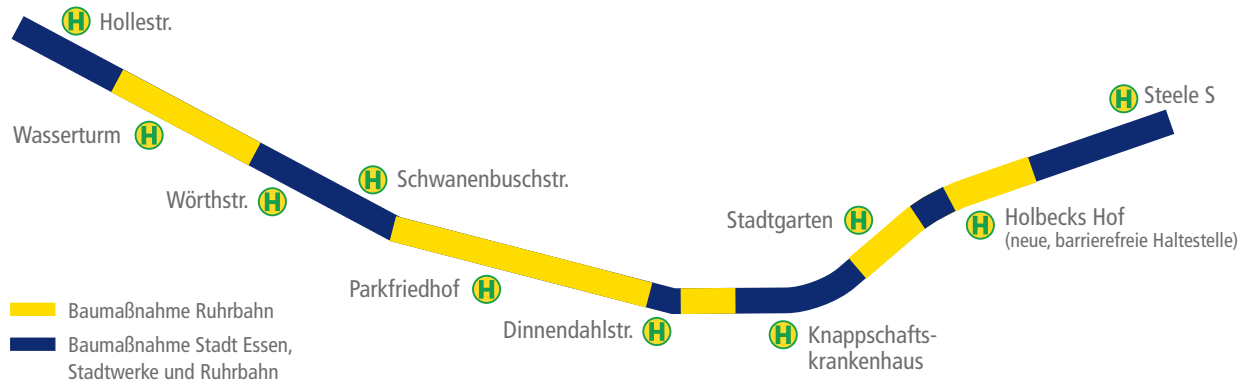 H Hollestr.
Wasserturm H
Wörthstr. H
H Schwanenbuschstr.
Parkfriedhof H
Dinnendahlstr. H
H Knappschafts-
krankenhaus
Stadtgarten H
H Holbecks Hof
(neue, barrierefreie Haltestelle)
H Steele S
Baumaßnahme Ruhrbahn
Baumaßnahme Stadt Essen,
Stadtwerke und Ruhrbahn